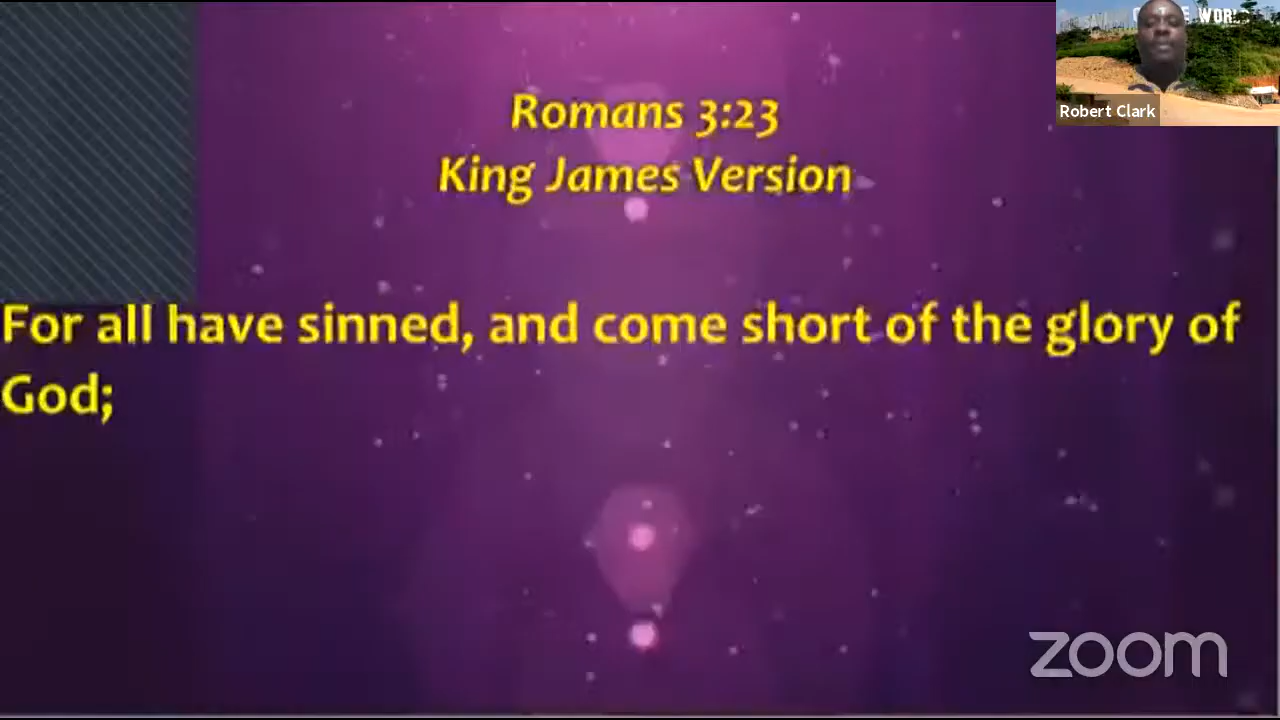 Romans 3:23
King James Version
For all have sinned, and come short of the glory of
God;
Robert Clark
zoom